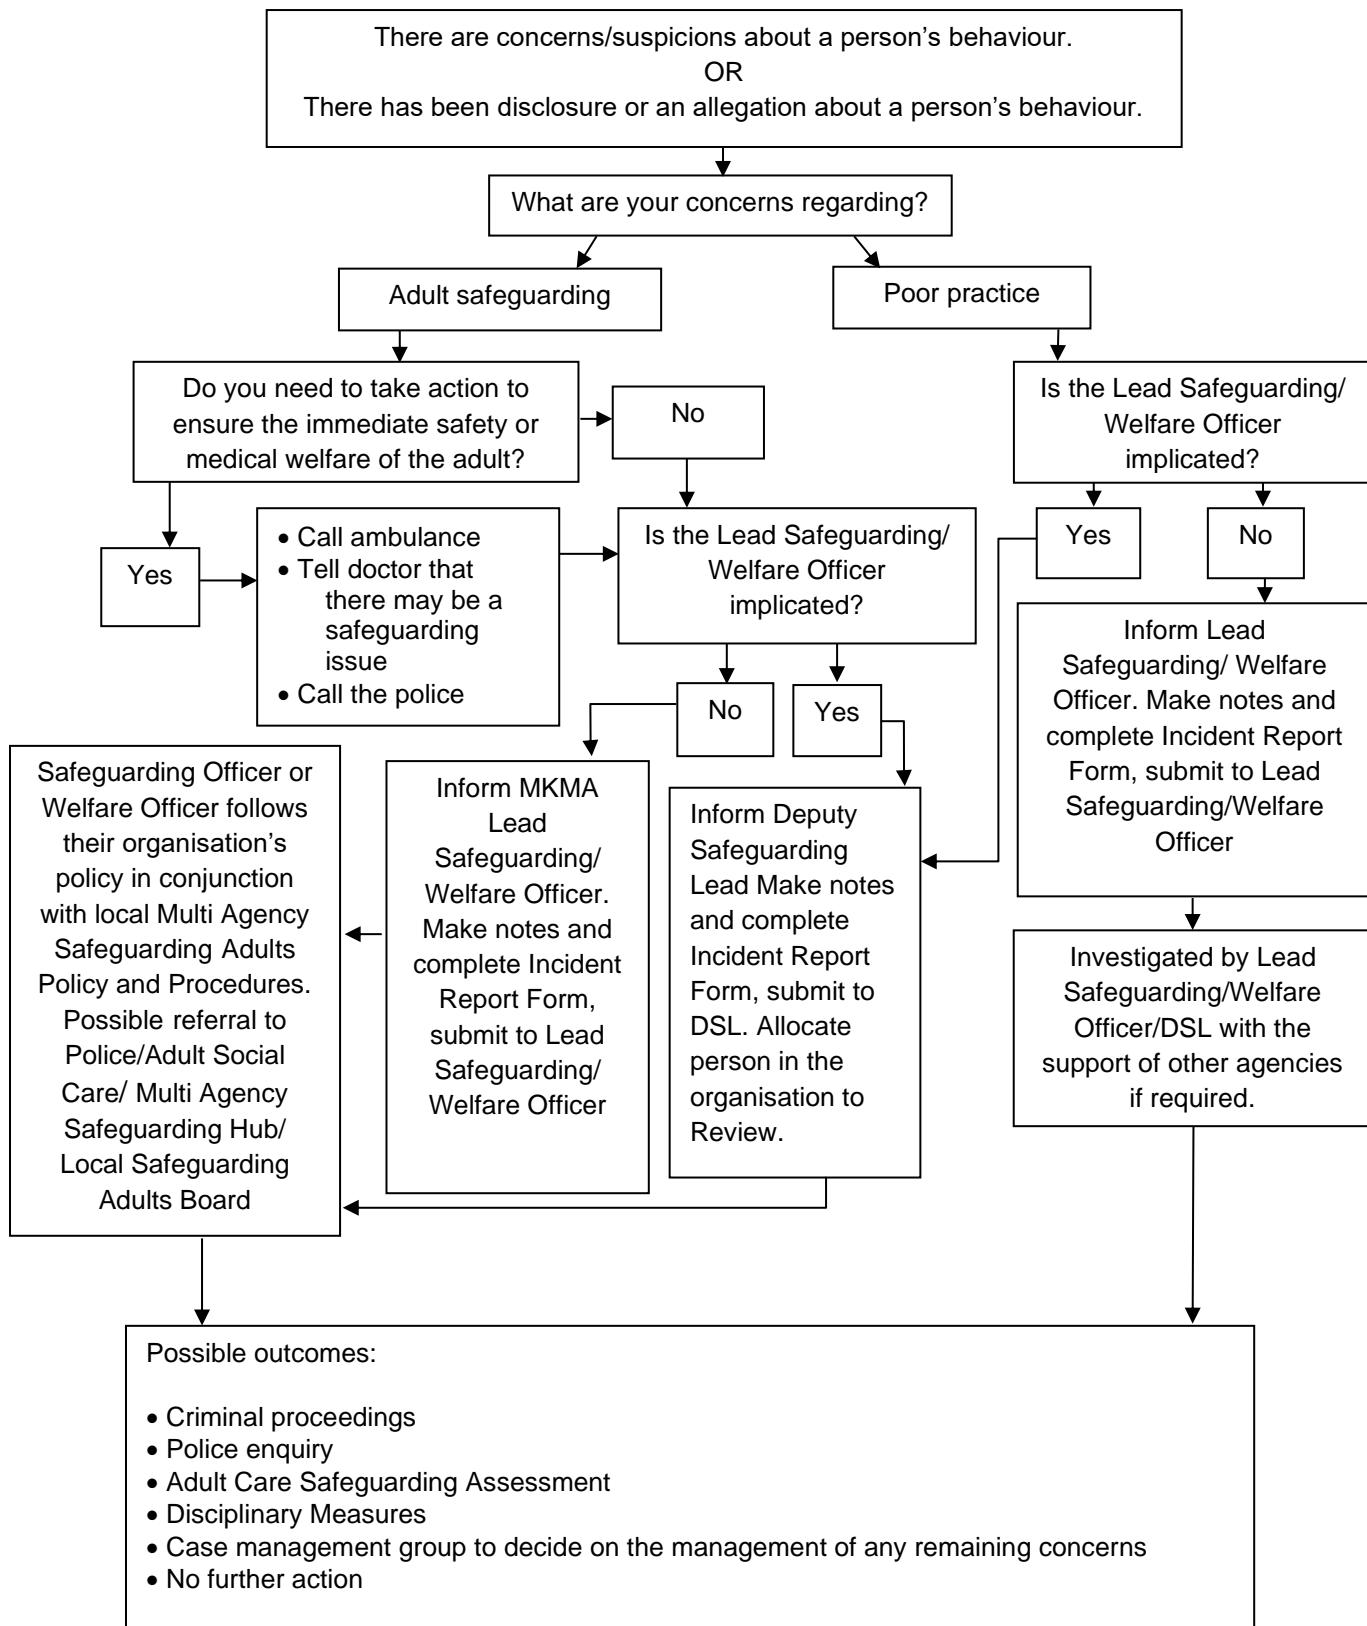 There are concerns/suspicions about a person’s behaviour.
OR
There has been disclosure or an allegation about a person’s behaviour.
What are your concerns regarding?
Adult safeguarding
Poor practice
Do you need to take action to
ensure the immediate safety or
medical welfare of the adult?
No
Is the Lead Safeguarding/
Welfare Officer
implicated?
Yes
• Call ambulance
• Tell doctor that
there may be a
safeguarding
issue
• Call the police
Is the Lead Safeguarding/
Welfare Officer
implicated?
Yes
No
No
Yes
Inform Lead
Safeguarding/ Welfare
Officer. Make notes and
complete Incident Report
Form, submit to Lead
Safeguarding/Welfare
Officer
Safeguarding Officer or
Welfare Officer follows
their organisation’s
policy in conjunction
with local Multi Agency
Safeguarding Adults
Policy and Procedures.
Possible referral to
Police/Adult Social
Care/ Multi Agency
Safeguarding Hub/
Local Safeguarding
Adults Board
Inform MKMA
Lead
Safeguarding/
Welfare Officer.
Make notes and
complete Incident
Report Form,
submit to Lead
Safeguarding/
Welfare Officer
Inform Deputy
Safeguarding
Lead Make notes
and complete
Incident Report
Form, submit to
DSL. Allocate
person in the
organisation to
Review.
Investigated by Lead
Safeguarding/Welfare
Officer/DSL with the
support of other agencies
if required.
Possible outcomes:
• Criminal proceedings
• Police enquiry
• Adult Care Safeguarding Assessment
• Disciplinary Measures
• Case management group to decide on the management of any remaining concerns
• No further action